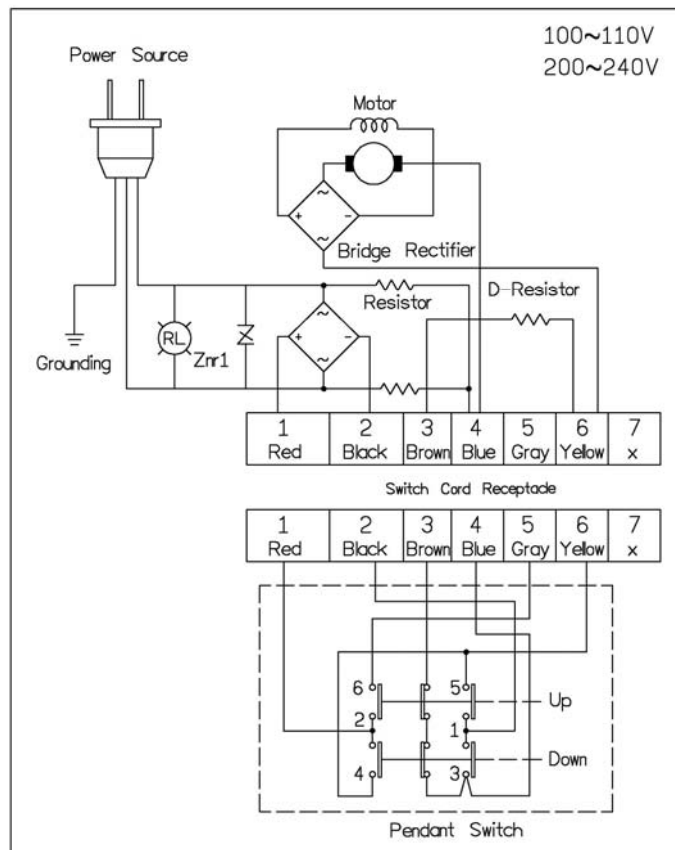 100~110V
200~240V
Power Source
Motor
~
+ -
~
Bridge Rectifier
Resistor
D-Resistor
~
+ -
~
RL
Znr1
Grounding
1 2 3 4 5 6 7
Red Black Brown Blue Gray Yellow x
Switch Cord Receptacle
1 2 3 4 5 6 7
Red Black Brown Blue Gray Yellow x
6 5
Up
2 1
Down
4 3
Pendant Switch